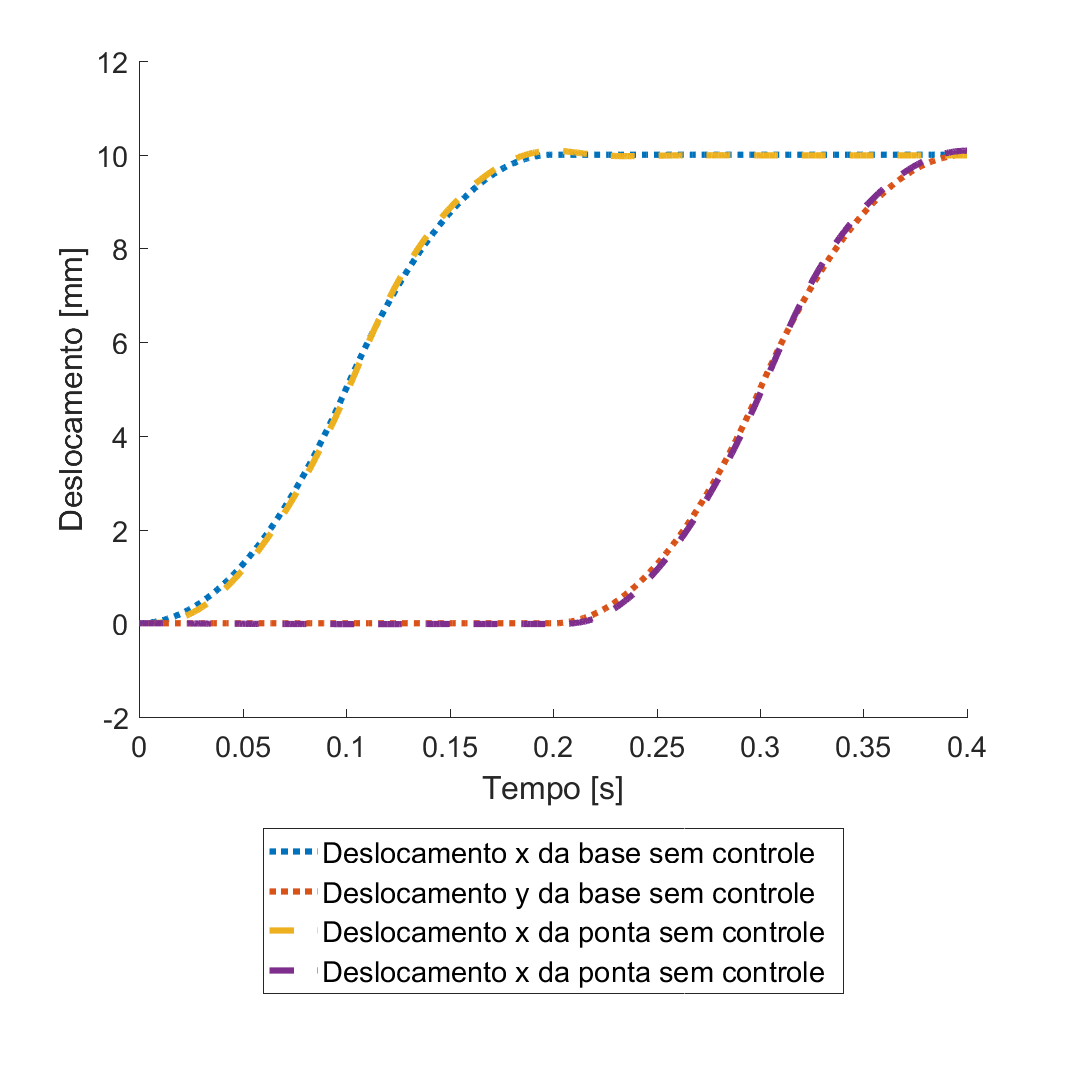 12
10
8
6
4
2
0
-2
Deslocamento [mm]
0 0.05 0.1 0.15 0.2 0.25 0.3 0.35 0.4
Tempo [s]
Deslocamento x da base sem controle
Deslocamento y da base sem controle
Deslocamento x da ponta sem controle
Deslocamento x da ponta sem controle